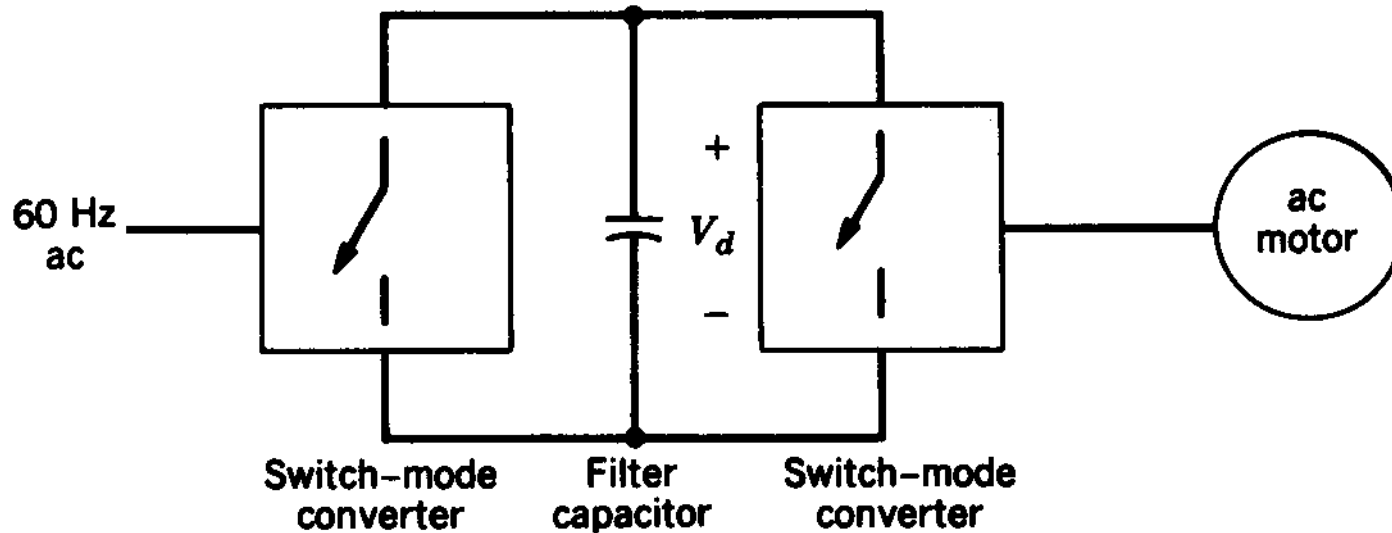 60 Hz
ac
+
V_d
−
ac
motor
Switch-mode
converter
Filter
capacitor
Switch-mode
converter